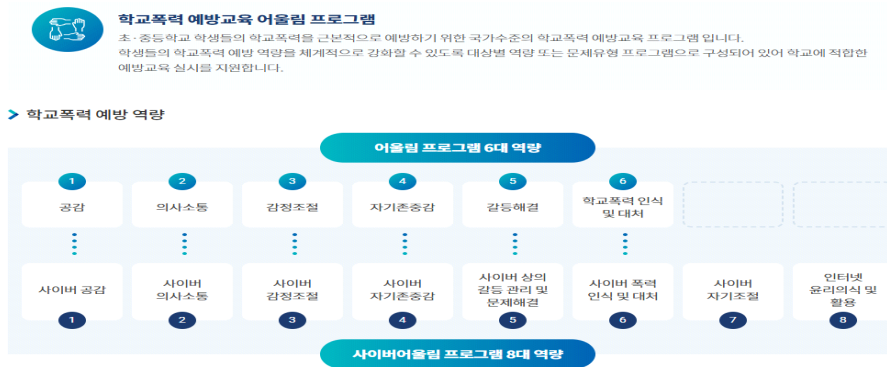 학교폭력 예방교육 어울림 프로그램
초·중등학교 학생들의 학교폭력을 근본적으로 예방하기 위한 국가수준의 학교폭력 예방교육 프로그램 입니다.
학생들의 학교폭력 예방 역량을 체계적으로 강화할 수 있도록 대상별 역량 또는 문제유형 프로그램으로 구성되어 있어 학교에 적합한
예방교육 실시를 지원합니다.
학교폭력 예방 역량
어울림 프로그램 6대 역량
1 2 3 4 5 6
공감 의사소통 감정조절 자기존중감 갈등해결 학교폭력 인식
및 대처
사이버 공감
사이버
의사소통
사이버
감정조절
사이버
자기존중감
사이버 상의
갈등 관리 및
문제해결
사이버 폭력
인식 및 대처
사이버
자기조절
인터넷
윤리의식 및
활용
1 2 3 4 5 6 7 8
사이버어울림 프로그램 8대 역량